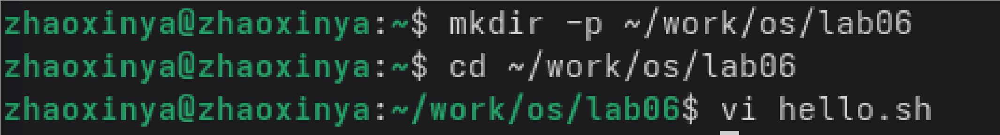 zhaoxinya@zhaoxinya:~$ mkdir -p ~/work/os/lab06
zhaoxinya@zhaoxinya:~$ cd ~/work/os/lab06
zhaoxinya@zhaoxinya:~/work/os/lab06$ vi hello.sh